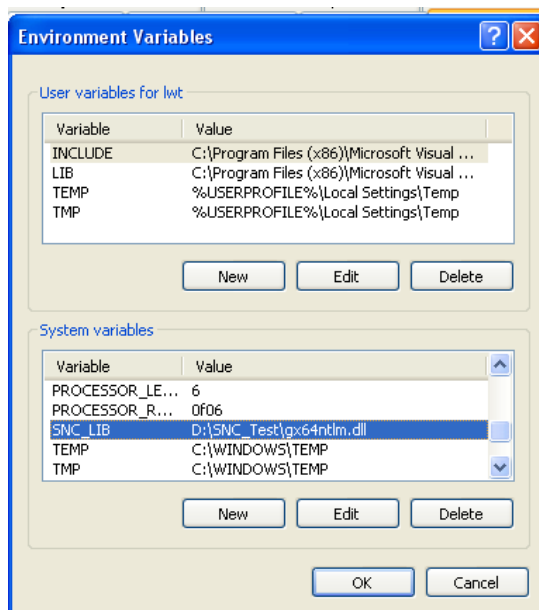 Environment Variables
User variables for lwt
Variable Value
INCLUDE C:\Program Files (x86)\Microsoft Visual ...
LIB C:\Program Files (x86)\Microsoft Visual ...
TEMP %USERPROFILE%\Local Settings\Temp
TMP %USERPROFILE%\Local Settings\Temp
New Edit Delete
System variables
Variable Value
PROCESSOR_LE... 6
PROCESSOR_R... 0f06
SNC_LIB D:\SNC_Test\gx64ntlm.dll
TEMP C:\WINDOWS\TEMP
TMP C:\WINDOWS\TEMP
New Edit Delete
OK Cancel